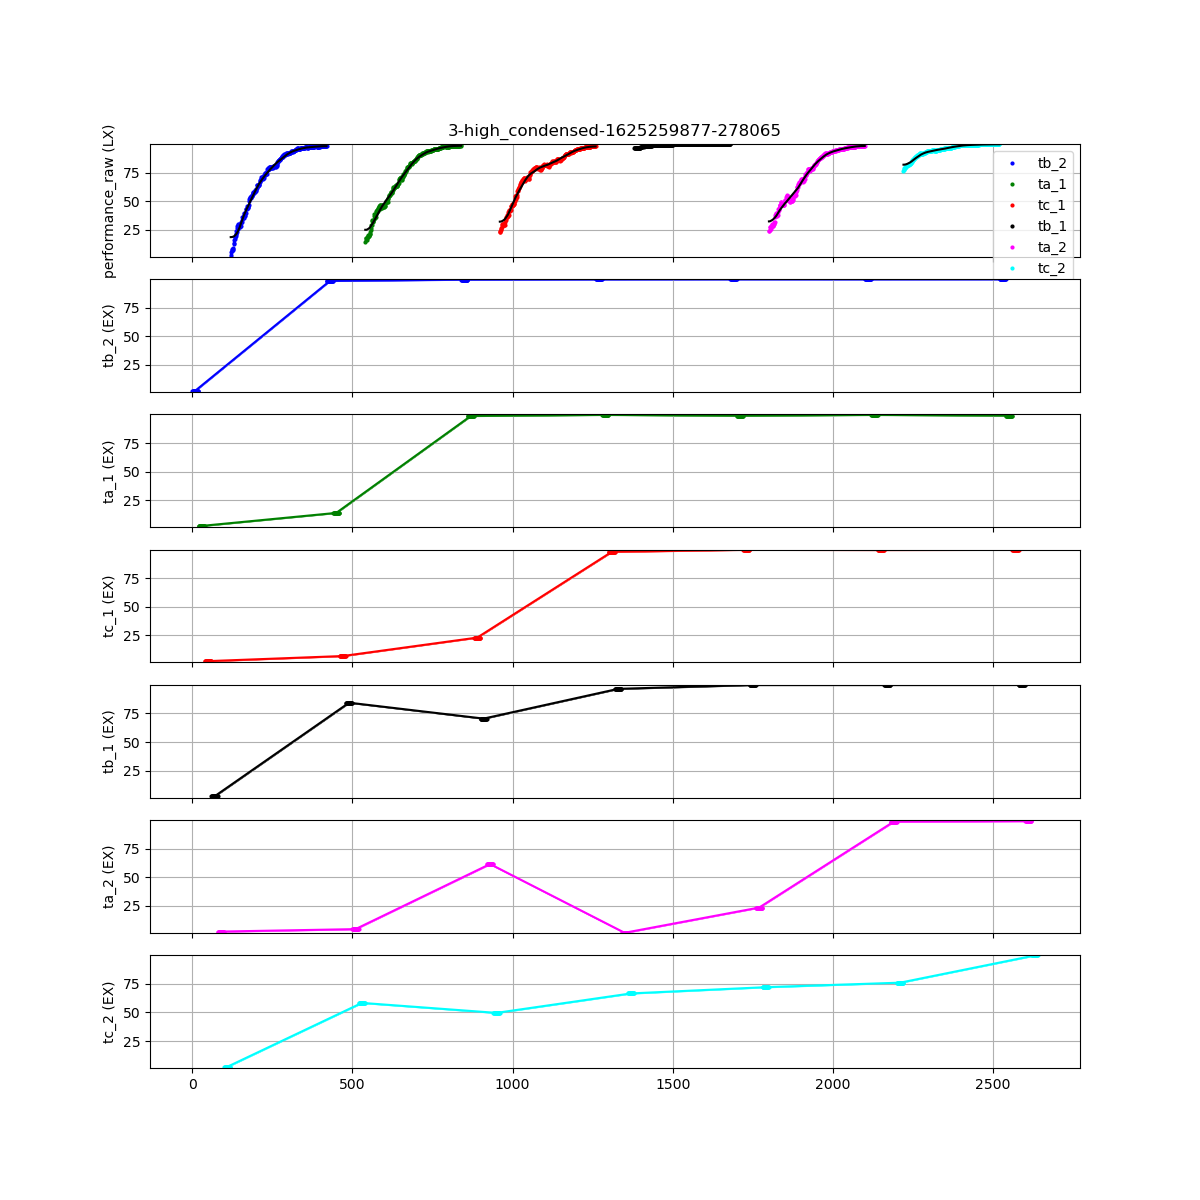 3-high_condensed-1625259877-278065
performance_raw (LX)
75
50
25
tb_2
ta_1
tc_1
tb_1
ta_2
tc_2
tb_2 (EX)
75
50
25
ta_1 (EX)
75
50
25
tc_1 (EX)
75
50
25
tb_1 (EX)
75
50
25
ta_2 (EX)
75
50
25
tc_2 (EX)
75
50
25
0 500 1000 1500 2000 2500